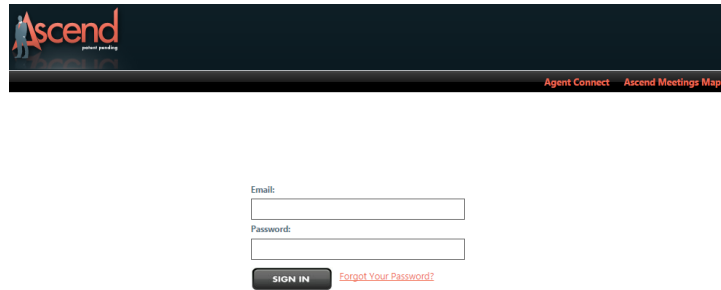 Ascend
patent pending
Agent Connect Ascend Meetings Map
Email:
Password:
SIGN IN Forgot Your Password?